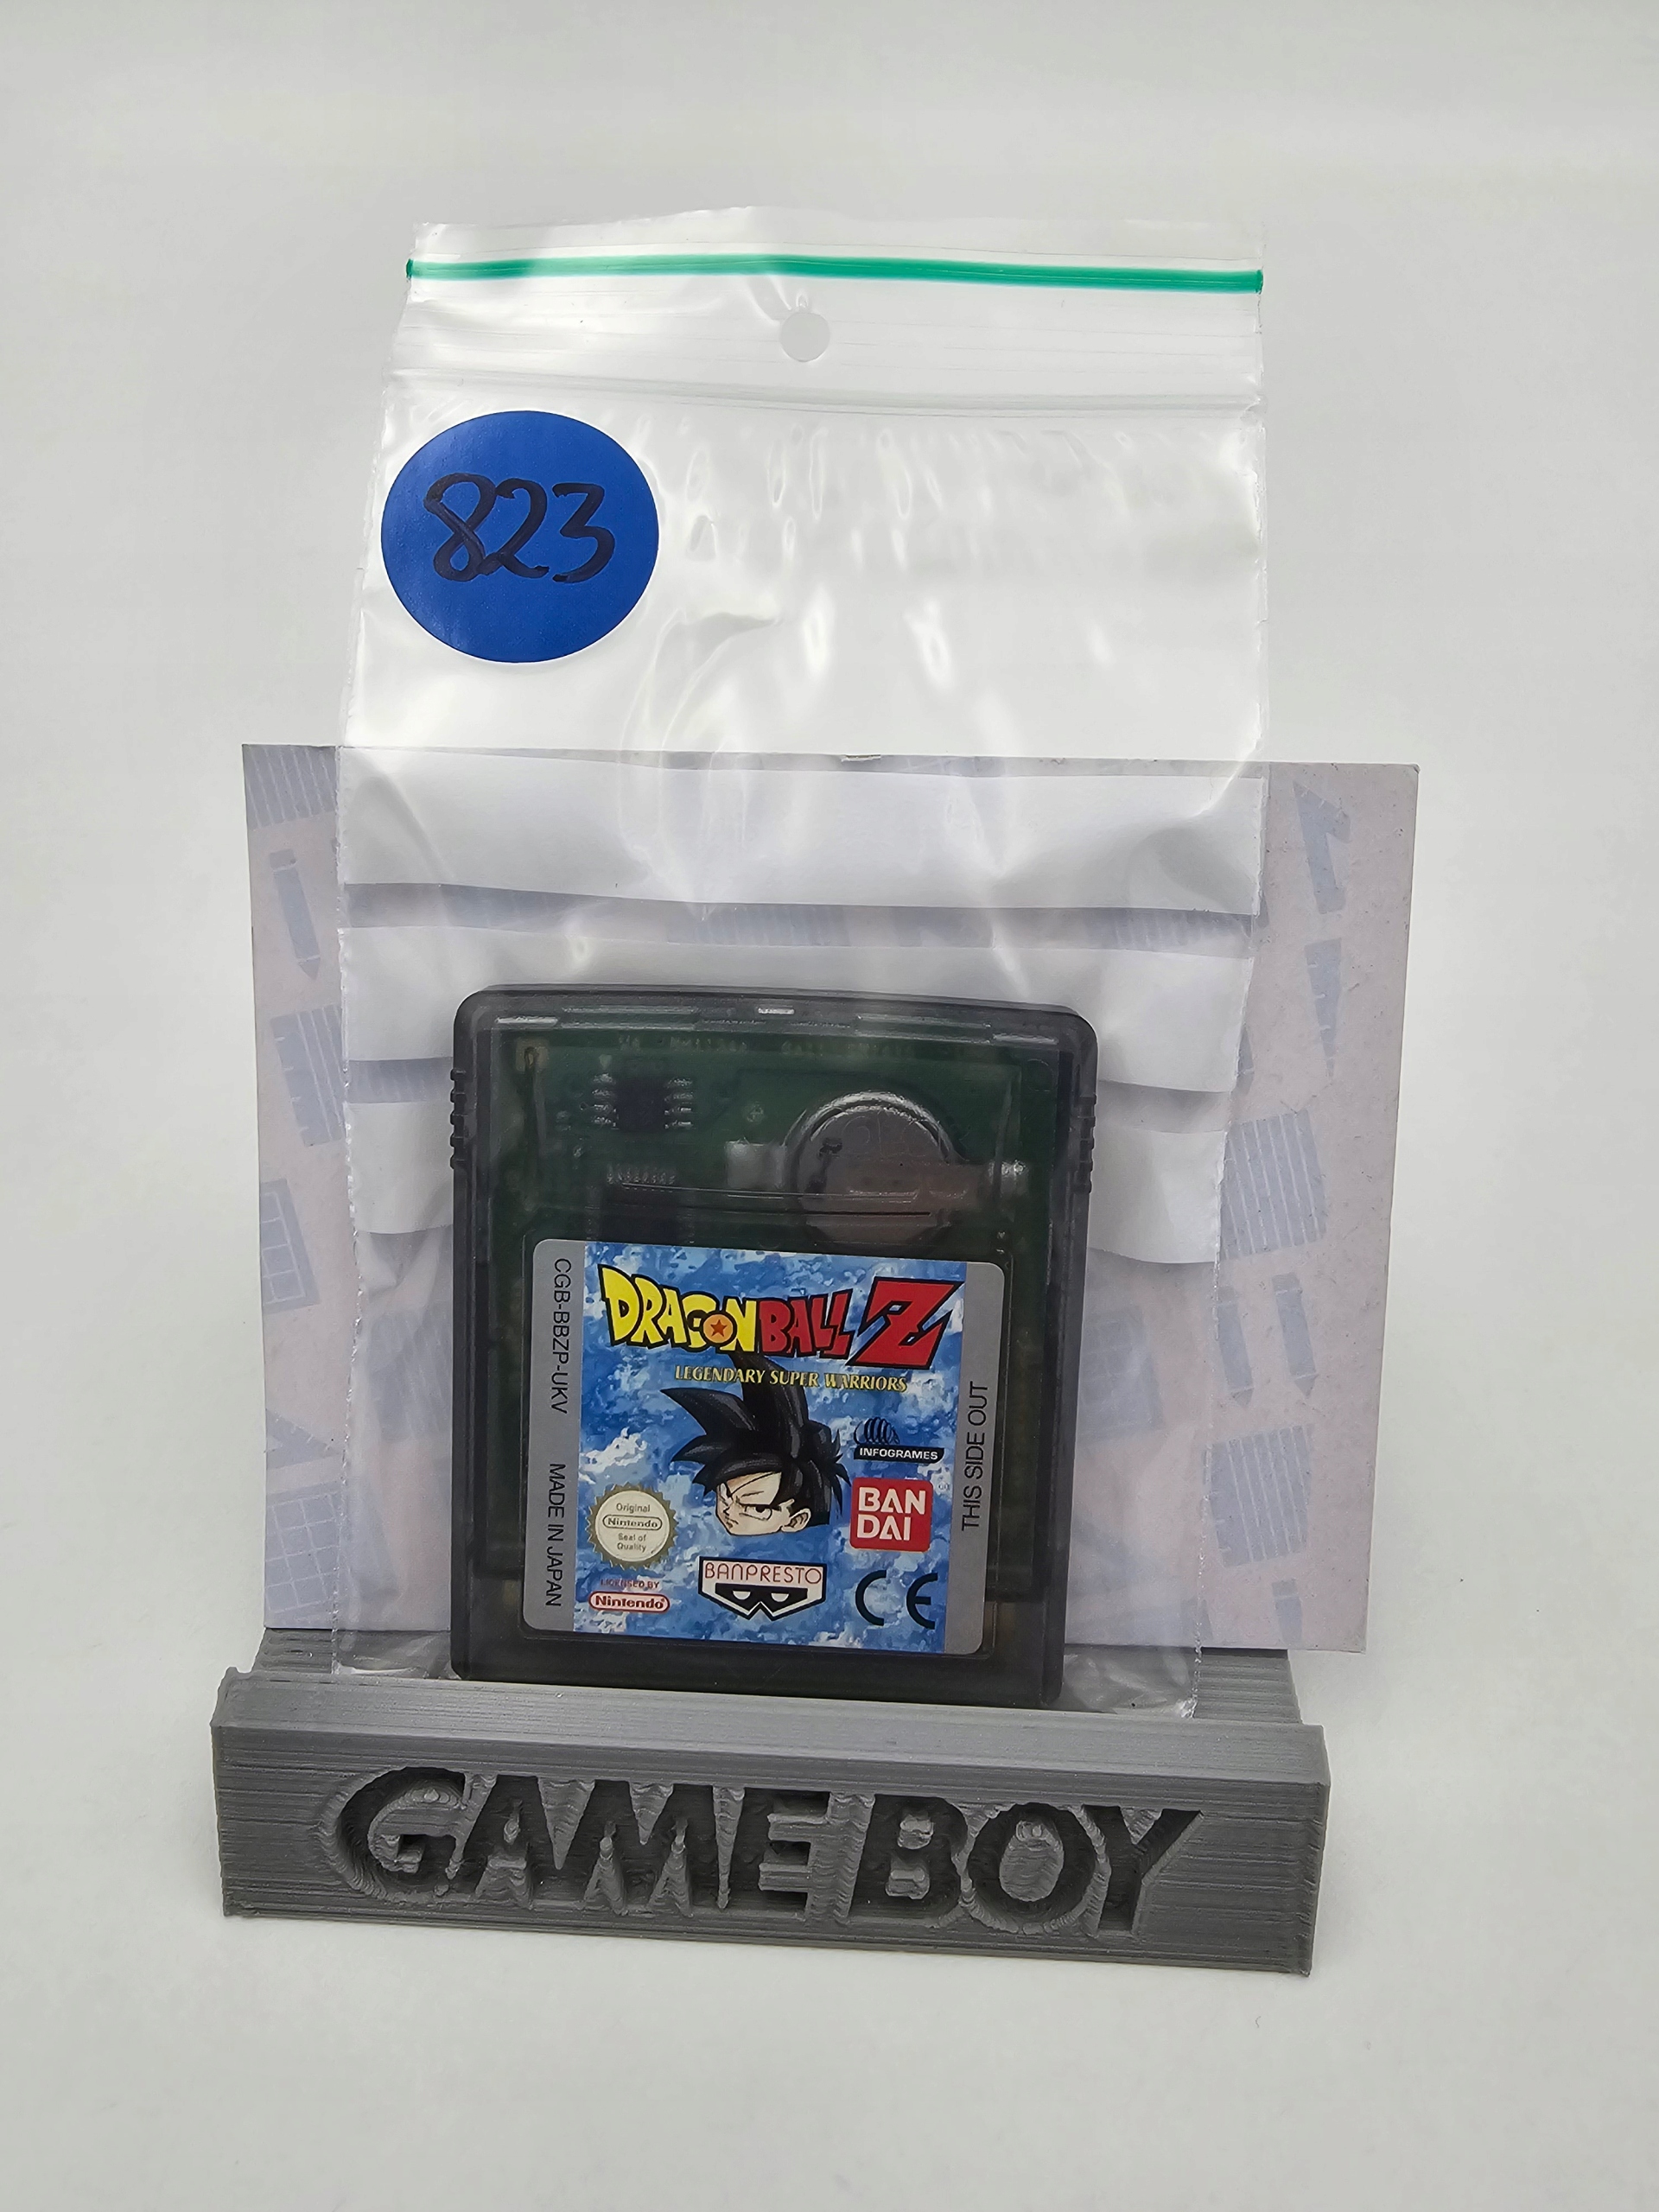 823
DRAGON BALL Z
LEGENDARY SUPER WARRIORS
CGB-BBZP-UKV
MADE IN JAPAN
THIS SIDE OUT
INFOGRAMES
BAN
DAI
Original
Nintendo
Seal of
Quality
LICENSED BY
Nintendo
BANPRESTO
CE
GAME BOY